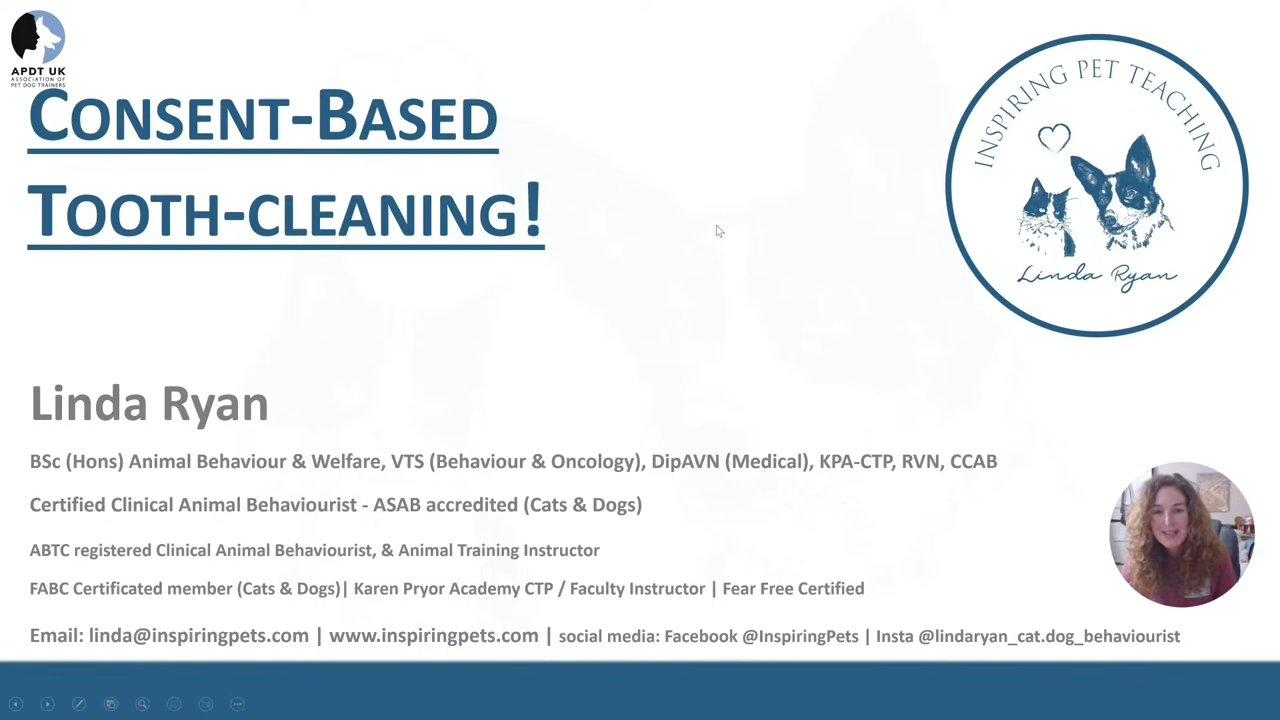 APDT UK
ASSOCIATION OF
PET DOG TRAINERS
CONSENT-BASED
TOOTH-CLEANING!
INSPIRING PET TEACHING
Linda Ryan
Linda Ryan
BSc (Hons) Animal Behaviour & Welfare, VTS (Behaviour & Oncology), DipAVN (Medical), KPA-CTP, RVN, CCAB
Certified Clinical Animal Behaviourist - ASAB accredited (Cats & Dogs)
ABTC registered Clinical Animal Behaviourist, & Animal Training Instructor
FABC Certificated member (Cats & Dogs)| Karen Pryor Academy CTP / Faculty Instructor | Fear Free Certified
Email: linda@inspiringpets.com | www.inspiringpets.com | social media: Facebook @InspiringPets | Insta @lindaryan_cat.dog_behaviourist